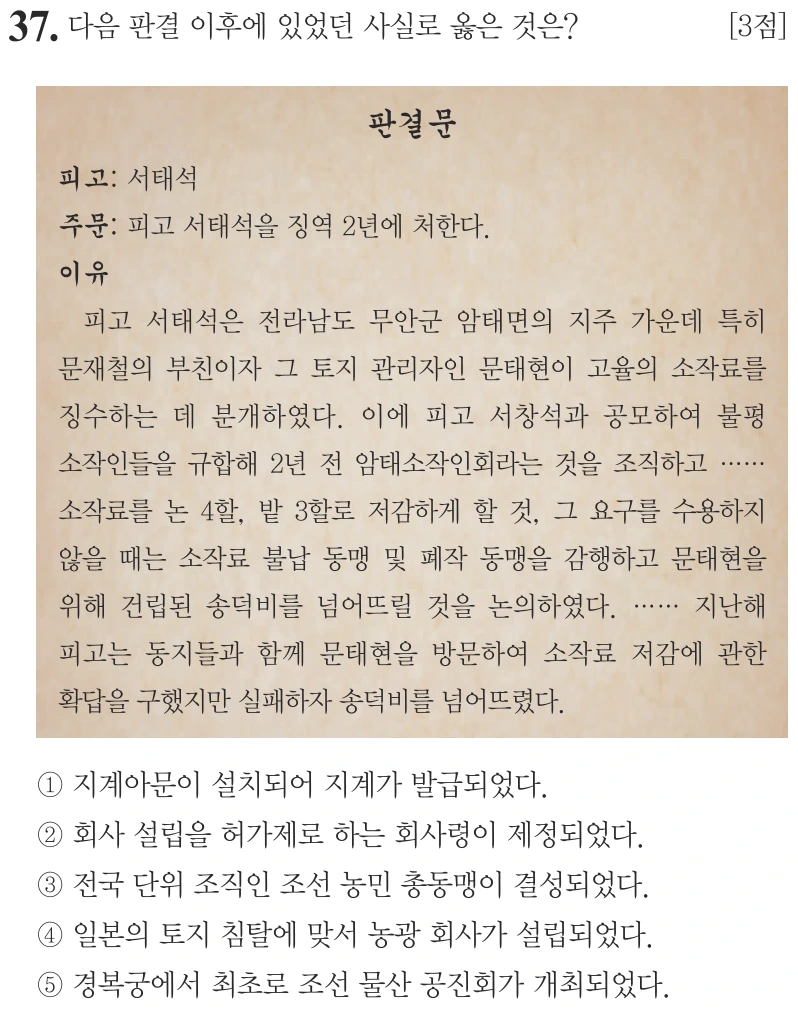 37. 다음 판결 이후에 있었던 사실로 옳은 것은? [3점]
판결문
피고: 서태석
주문: 피고 서태석을 징역 2년에 처한다.
이유
피고 서태석은 전라남도 무안군 암태면의 지주 가운데 특히
문재철의 부친이자 그 토지 관리자인 문태현이 고율의 소작료를
징수하는 데 분개하였다. 이에 피고 서창석과 공모하여 불평
소작인들을 규합해 2년 전 암태소작인회라는 것을 조직하고 ⋯⋯
소작료를 논 4할, 밭 3할로 저감하게 할 것, 그 요구를 수용하지
않을 때는 소작료 불납 동맹 및 폐작 동맹을 감행하고 문태현을
위해 건립된 송덕비를 넘어뜨릴 것을 논의하였다. ⋯⋯ 지난해
피고는 동지들과 함께 문태현을 방문하여 소작료 저감에 관한
확답을 구했지만 실패하자 송덕비를 넘어뜨렸다.
① 지계아문이 설치되어 지계가 발급되었다.
② 회사 설립을 허가제로 하는 회사령이 제정되었다.
③ 전국 단위 조직인 조선 농민 총동맹이 결성되었다.
④ 일본의 토지 침탈에 맞서 농광 회사가 설립되었다.
⑤ 경복궁에서 최초로 조선 물산 공진회가 개최되었다.